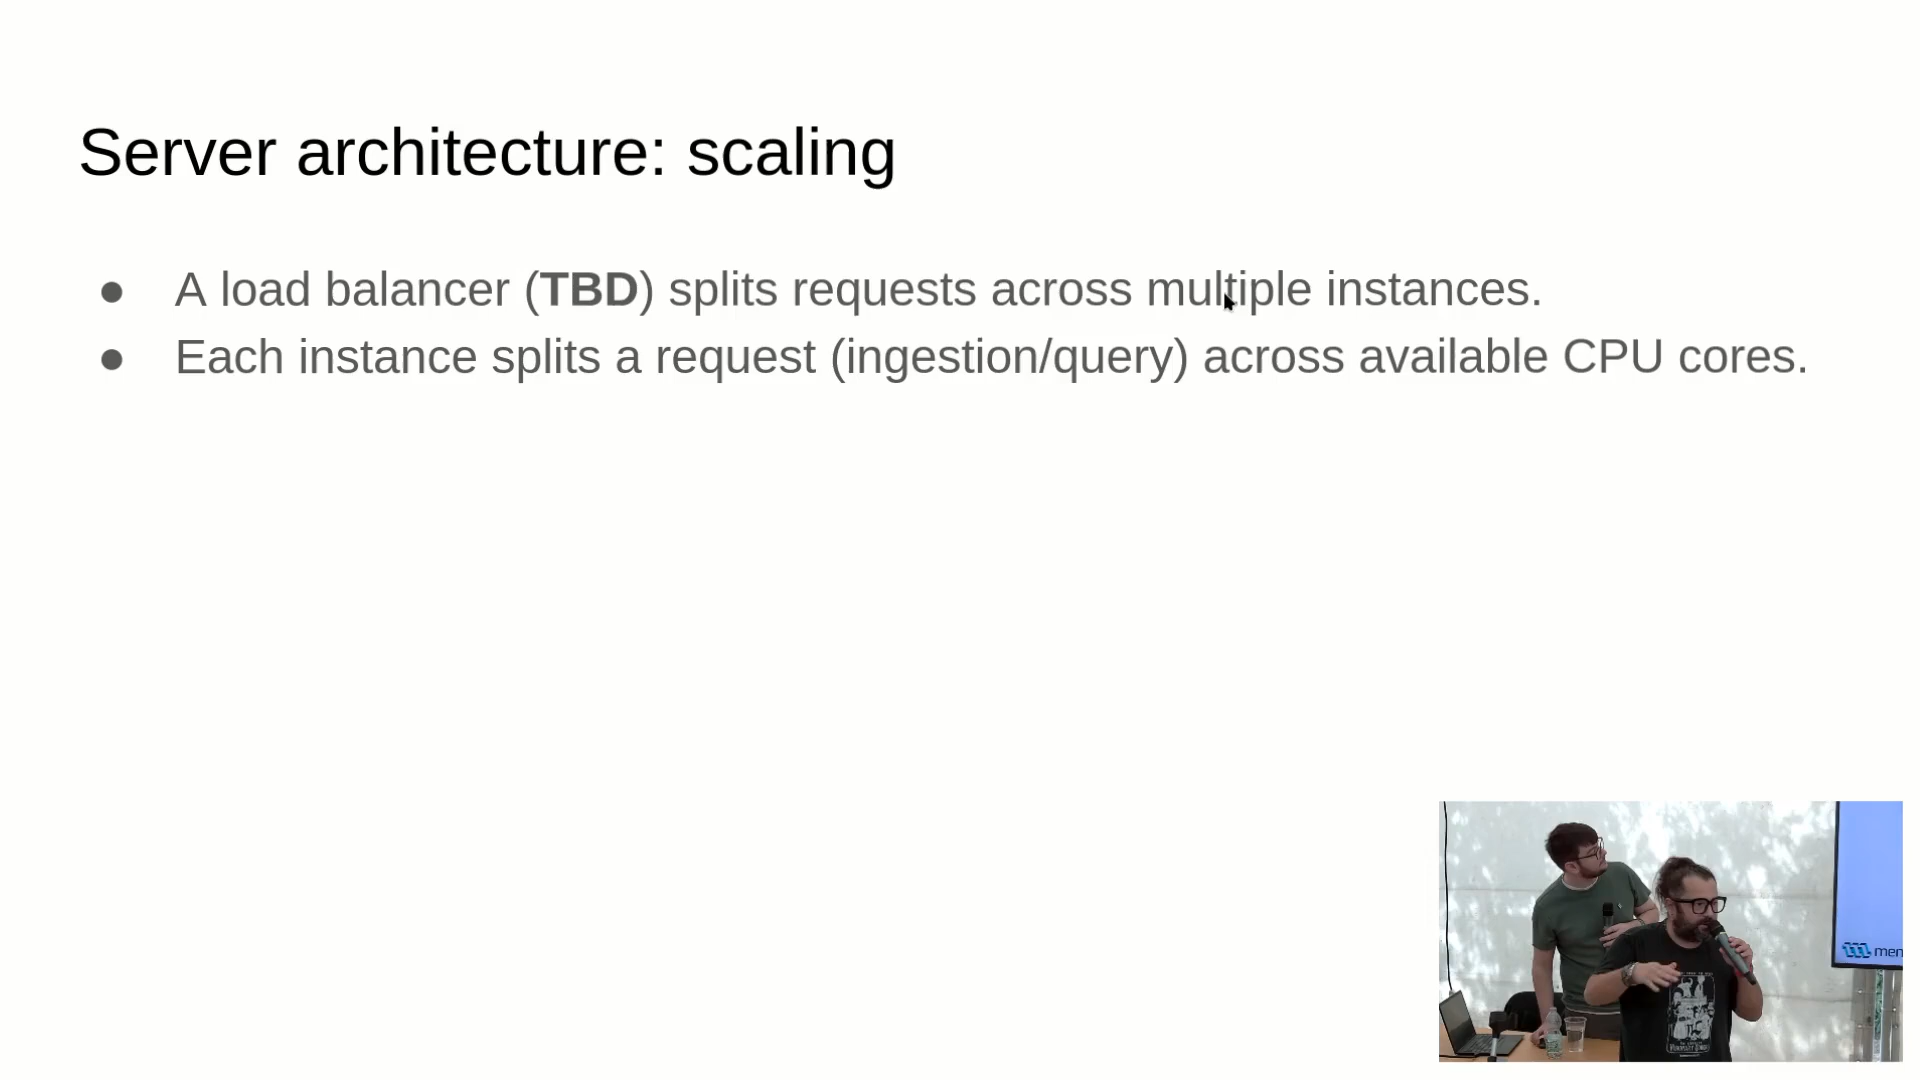 Server architecture: scaling
● A load balancer (TBD) splits requests across multiple instances.
● Each instance splits a request (ingestion/query) across available CPU cores.
men